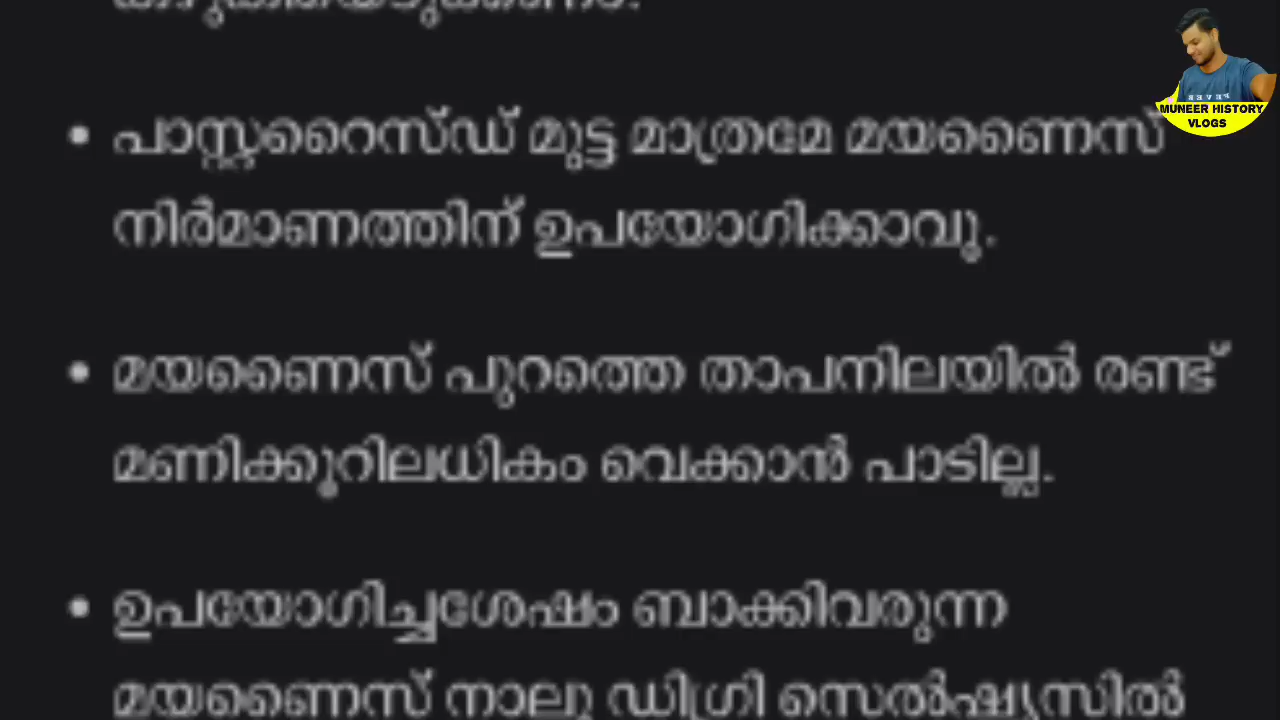 • പാസ്റ്ററൈസ്ഡ് മുട്ട മാത്രമേ മയണൈസ്
നിർമാണത്തിന് ഉപയോഗിക്കാവൂ.
• മയണൈസ് പുറത്തെ താപനിലയിൽ രണ്ട്
മണിക്കൂറിലധികം വെക്കാൻ പാടില്ല.
• ഉപയോഗിച്ചശേഷം ബാക്കിവരുന്ന
മയണൈസ് നാലു ഡിഗ്രി സെൽഷ്യസിൽ
MUNEER HISTORY
VLOGS